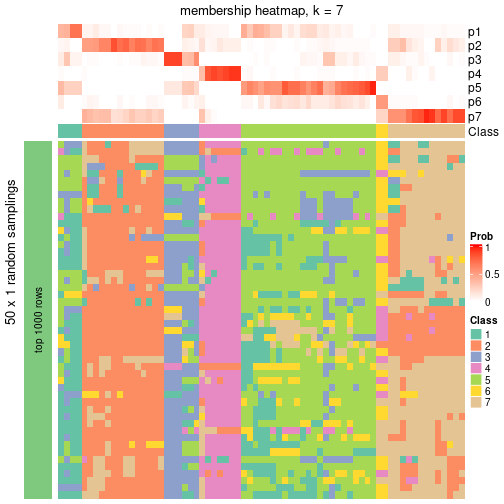 membership heatmap, k = 7
p1
p2
p3
p4
p5
p6
p7
Class
50 x 1 random samplings
top 1000 rows
Prob
1
0.5
0
Class
1
2
3
4
5
6
7